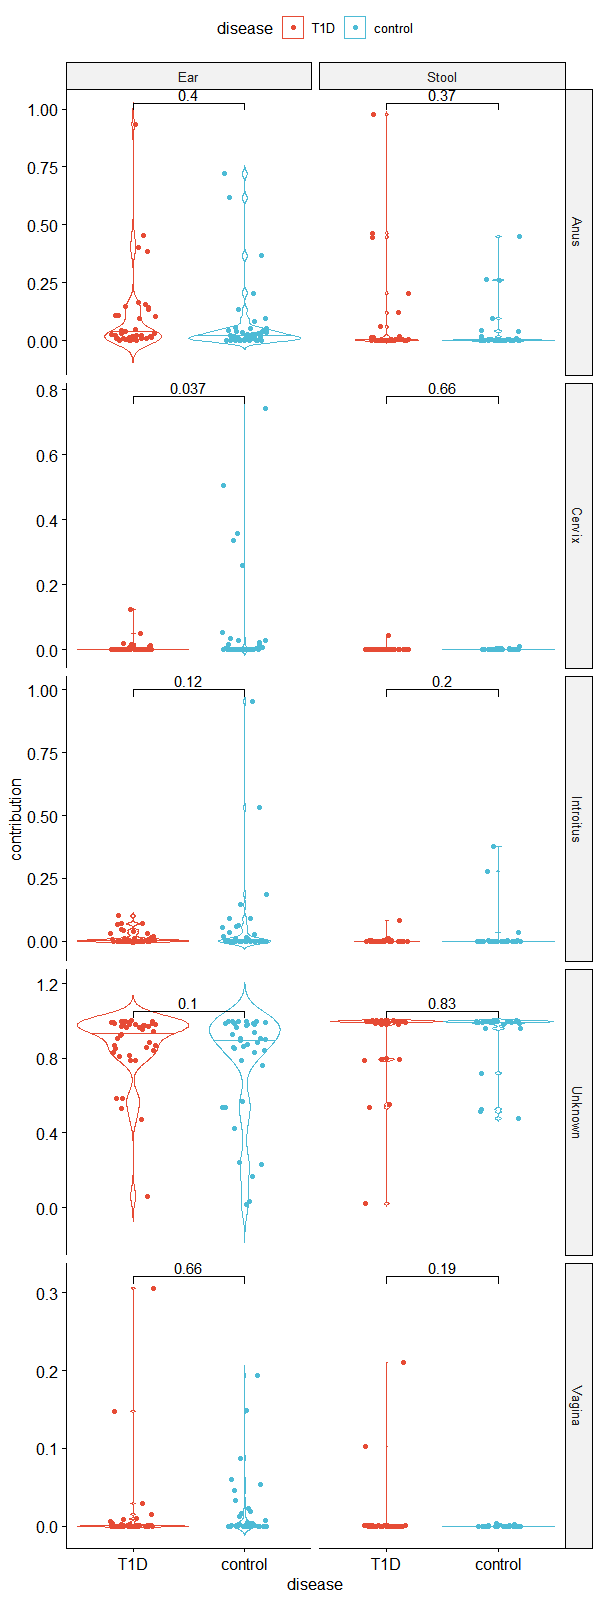 disease T1D control
Ear Stool
0.4 0.37
1.00
0.75
0.50
0.25
0.00
Anus
0.037 0.66
0.8
0.6
0.4
0.2
0.0
Cervix
0.12 0.2
1.00
0.75
0.50
0.25
0.00
Introitus
contribution
0.1 0.83
1.2
0.8
0.4
0.0
Unknown
0.66 0.19
0.3
0.2
0.1
0.0
Vagina
T1D control T1D control
disease